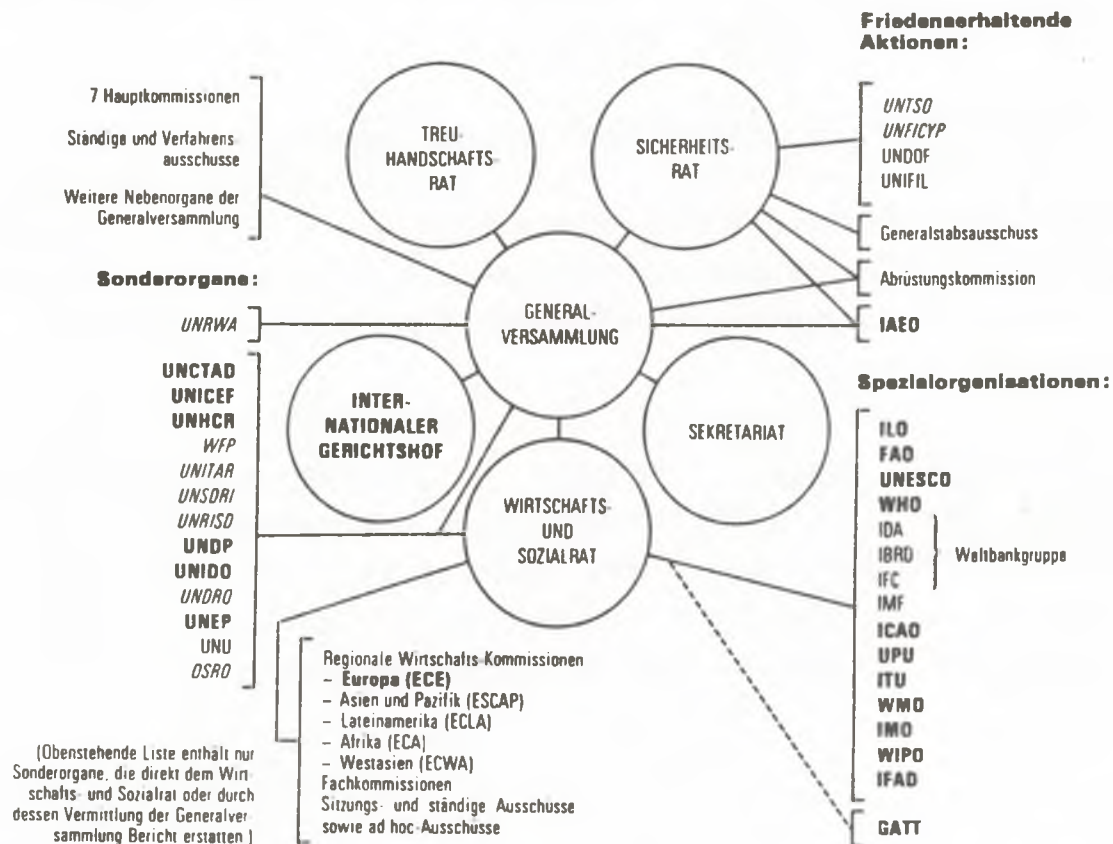 Friedenserhaltende
Aktionen:
7 Hauptkommissionen
Ständige und Verfahrens-
ausschusse
Weitere Nebenorgane der
Generalversammlung
TREU-
HANDSCHAFTS-
RAT
SICHERHEITS-
RAT
UNTSO
UNFICYP
UNDOF
UNIFIL
Generalstabsausschuss
Abrüstungskommission
IAEO
Sonderorgane:
UNRWA
UNCTAD
UNICEF
UNHCR
WFP
UNITAR
UNSDRI
UNRISD
UNDP
UNIDO
UNDRO
UNEP
UNU
OSRO
(Obenstehende Liste enthält nur
Sonderorgane, die direkt dem Wirt-
schafts- und Sozialrat oder durch
dessen Vermittlung der Generalver-
sammlung Bericht erstatten.)
GENERAL-
VERSAMMLUNG
INTER-
NATIONALER
GERICHTSHOF
SEKRETARIAT
WIRTSCHAFTS-
UND
SOZIALRAT
Regionale Wirtschafts-Kommissionen
– Europa (ECE)
– Asien und Pazifik (ESCAP)
– Lateinamerika (ECLA)
– Afrika (ECA)
– Westasien (ECWA)
Fachkommissionen
Sitzungs- und ständige Ausschüsse
sowie ad hoc-Ausschüsse
Spezialorganisationen:
ILO
FAO
UNESCO
WHO
IDA
IBRD
IFC
Weltbankgruppe
IMF
ICAO
UPU
ITU
WMO
IMO
WIPO
IFAD
GATT